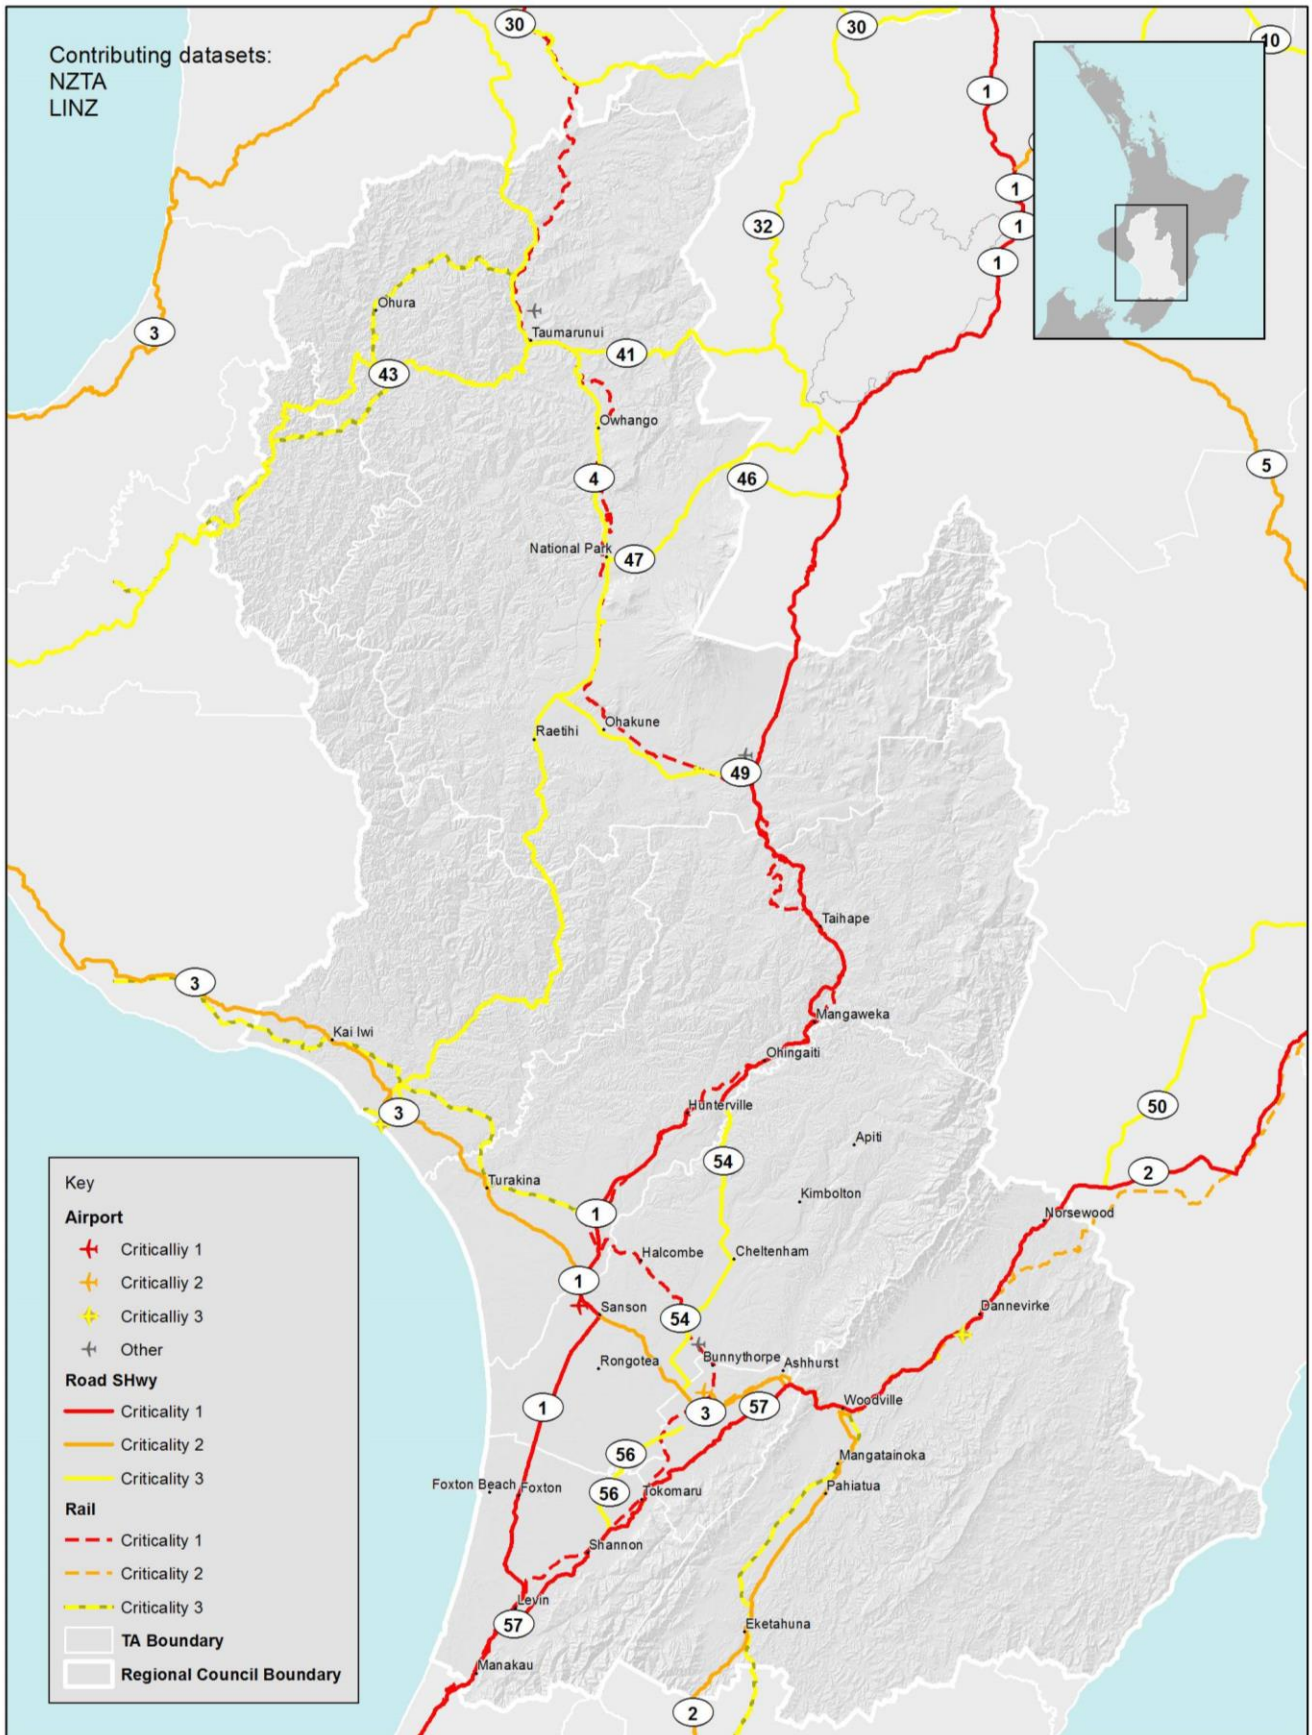 30
30
10
Contributing datasets:
NZTA
LINZ
1
1
32
1
1
Ohura
3
Taumarunui
41
43
Owhango
5
4
46
National Park
47
Raetihi
Ohakune
49
Taihape
3
Mangaweka
Kai Iwi
Ohingaiti
50
Hunterville
3
Apiti
54
2
Turakina
Kimbolton
1
Norsewood
Halcombe
Cheltenham
1
Sanson
Dannevirke
54
Rongotea
Bunnythorpe
Ashhurst
1
3
57
Woodville
56
Mangatainoka
Foxton Beach
Foxton
56
Tokomaru
Pahiatua
Shannon
Levin
57
Eketahuna
Manakau
2
Key
Airport
Criticalliy 1
Criticalliy 2
Criticalliy 3
Other
Road SHwy
Criticality 1
Criticality 2
Criticality 3
Rail
Criticality 1
Criticality 2
Criticality 3
TA Boundary
Regional Council Boundary